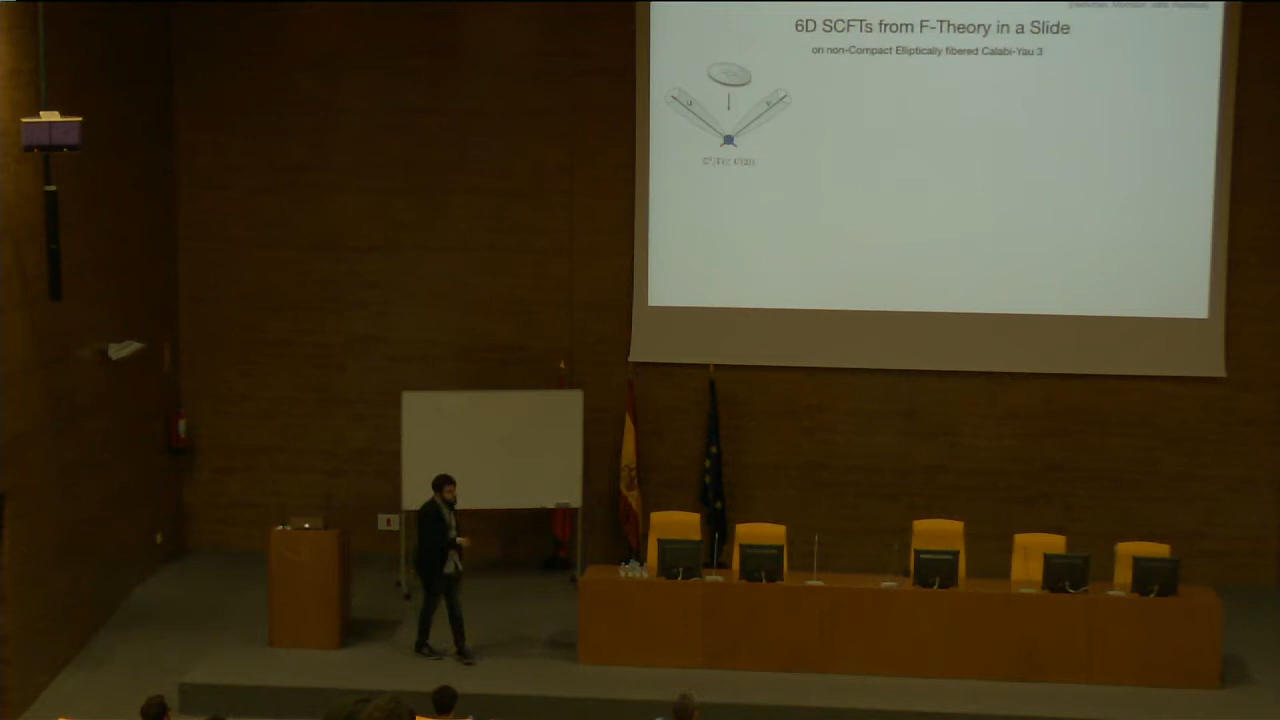 6D SCFTs from F-Theory in a Slide
on non-Compact Elliptically fibered Calabi-Yau 3